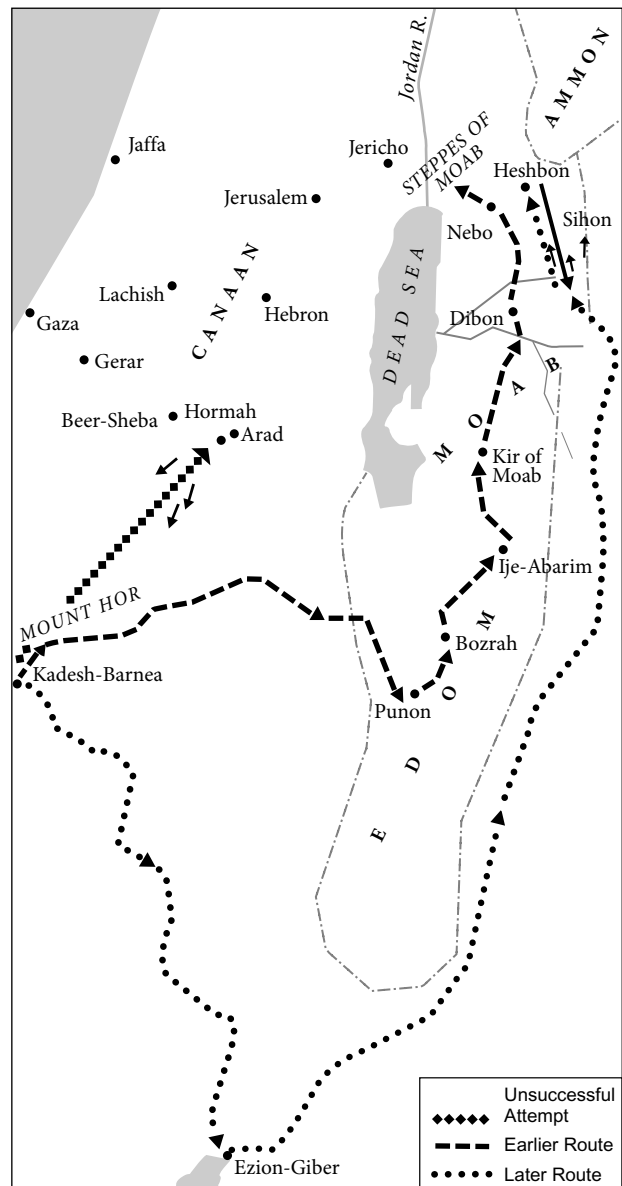 Jordan R.
AMMON
Jaffa
Jericho
STEPPES OF
MOAB
Heshbon
Jerusalem
Sihon
Nebo
CANAAN
DEAD SEA
Lachish
Hebron
Gaza
Dibon
Gerar
MOAB
Beer-Sheba
Hormah
Arad
Kir of
Moab
Ije-Abarim
MOUNT HOR
Bozrah
Kadesh-Barnea
Punon
EDOM
Ezion-Giber
Unsuccessful
Attempt
Earlier Route
Later Route